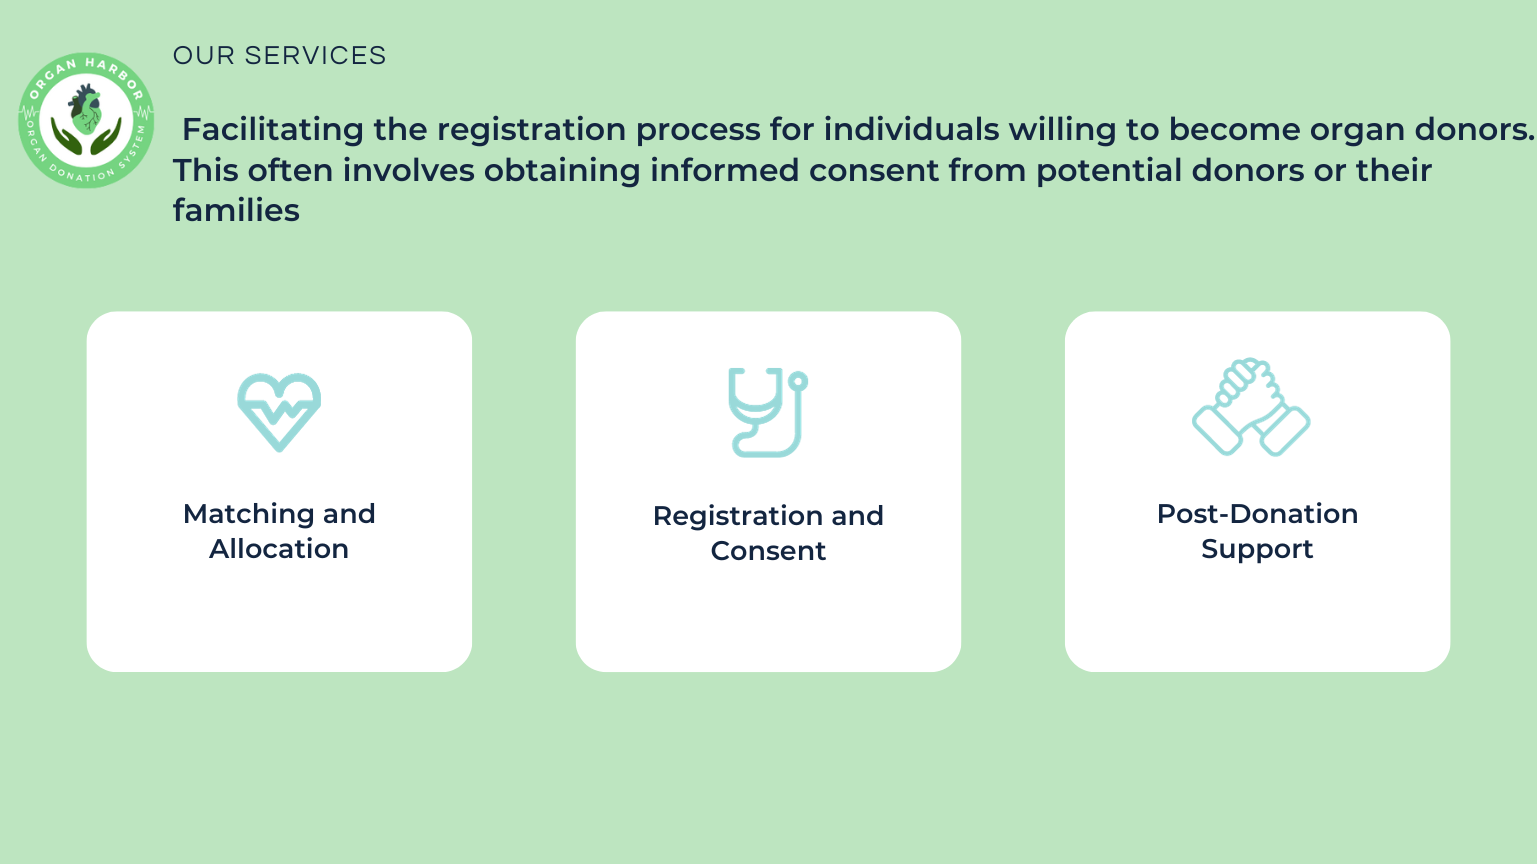 ORGAN HARBOR
ORGAN DONATION SYSTEM
OUR SERVICES
Facilitating the registration process for individuals willing to become organ donors.
This often involves obtaining informed consent from potential donors or their
families
Matching and
Allocation
Registration and
Consent
Post-Donation
Support